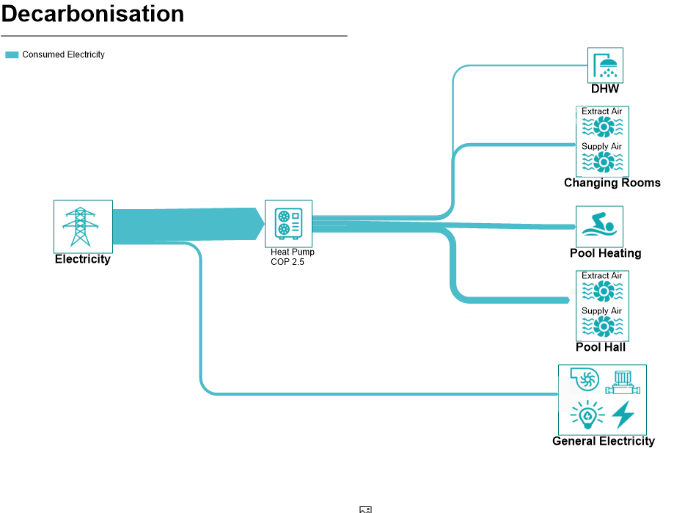 Decarbonisation
Consumed Electricity
DHW
Extract Air
Supply Air
Changing Rooms
Electricity
Heat Pump
COP 2.5
Pool Heating
Extract Air
Supply Air
Pool Hall
General Electricity